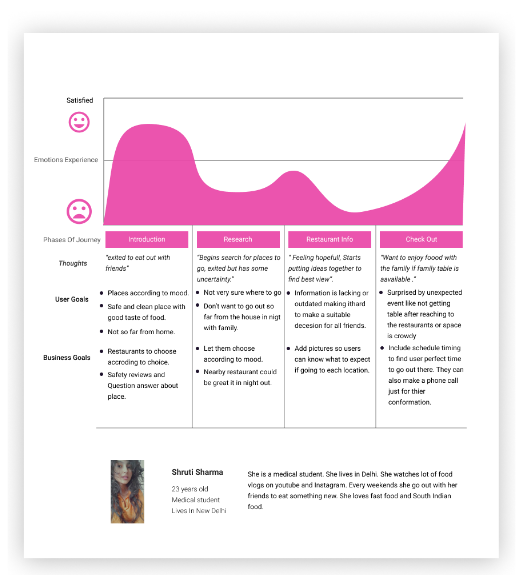 Satisfied
Emotions Experience
Phases Of Journey
Introduction
Research
Restaurant Info
Check Out
Thoughts
"exited to eat out with
friends"
"Begins search for places to
go, exited but has some
uncertainty."
" Feeling hopefull, Starts
putting ideas together to
find best view".
"Want to enjoy foood with
the family if family table is
aavailable ."
User Goals
Places according to mood.
Safe and clean place with
good taste of food.
Not so far from home.
Not very sure where to go
Don't want to go out so
far from the house in nigt
with family.
Information is lacking or
outdated making ithard
to make a suitable
decesion for all friends.
Surprised by unexpected
event like not getting
table after reaching to
the restaurants or space
is crowdy
Business Goals
Restaurants to choose
accroding to choice.
Safety reviews and
Question answer about
place.
Let them choose
according to mood.
Nearby restaurant could
be great it in night out.
Add pictures so users
can know what to expect
if going to each location.
Include schedule timing
to find user perfect time
to go out there. They can
also make a phone call
just for thier
conformation.
Shruti Sharma
23 years old
Medical student
Lives In New Delhi
She is a medical student. She lives in Delhi. She watches lot of food
vlogs on youtube and Instagram. Every weekends she go out with her
friends to eat something new. She loves fast food and South Indian
food.